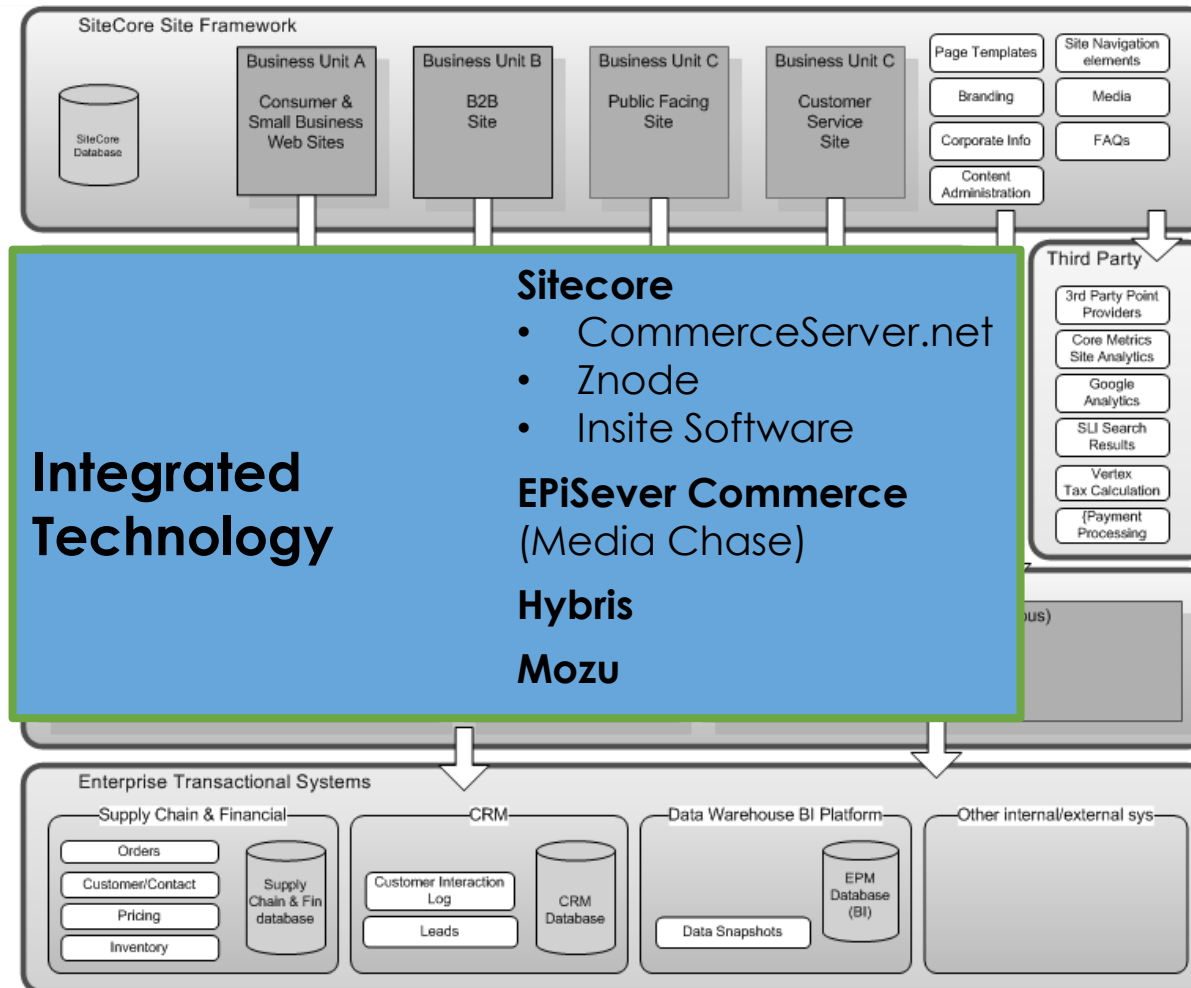 SiteCore Site Framework
SiteCore
Database
Business Unit A
Consumer &
Small Business
Web Sites
Business Unit B
B2B
Site
Business Unit C
Public Facing
Site
Business Unit C
Customer
Service
Site
Page Templates
Branding
Corporate Info
Content
Administration
Site Navigation
elements
Media
FAQs
Integrated
Technology
Sitecore
• CommerceServer.net
• Znode
• Insite Software
EPiSever Commerce
(Media Chase)
Hybris
Mozu
Third Party
3rd Party Point
Providers
Core Metrics
Site Analytics
Google
Analytics
SLI Search
Results
Vertex
Tax Calculation
{Payment
Processing
Enterprise Transactional Systems
Supply Chain & Financial
Orders
Customer/Contact
Pricing
Inventory
Supply
Chain & Fin
database
CRM
Customer Interaction
Log
Leads
CRM
Database
Data Warehouse BI Platform
Data Snapshots
EPM
Database
(BI)
Other internal/external sys